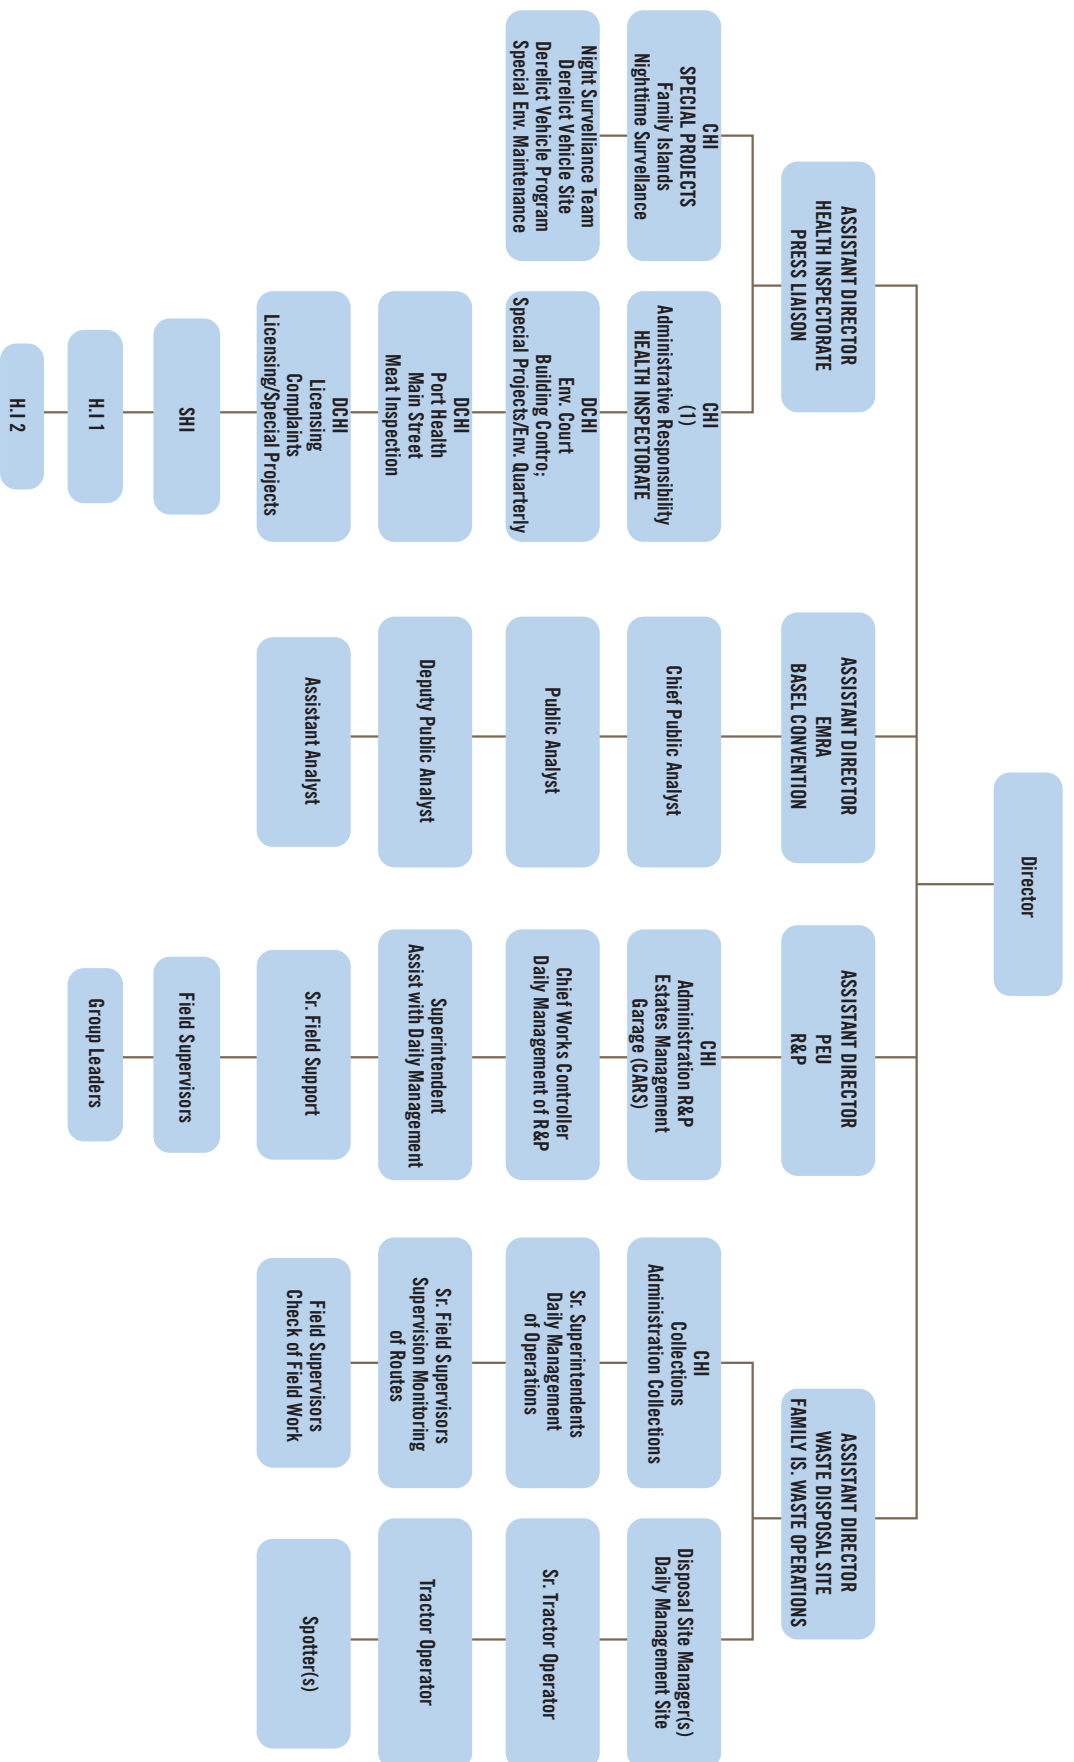 Director
ASSISTANT DIRECTOR
HEALTH INSPECTORATE
PRESS LIAISON
CHI
SPECIAL PROJECTS
Family Islands
Nighttime Survellance
Night Survelliance Team
Derelict Vehicle Site
Derelict Vehicle Program
Special Env. Maintenance
CHI
(1)
Administrative Responsibility
HEALTH INSPECTORATE
DCHI
Env. Court
Building Contro;
Special Projects/Env. Quarterly
DCHI
Port Health
Main Street
Meat Inspection
DCHI
Licensing
Complaints
Licensing/Special Projects
SHI
H.I 1
H.I 2
ASSISTANT DIRECTOR
EMRA
BASEL CONVENTION
Chief Public Analyst
Public Analyst
Deputy Public Analyst
Assistant Analyst
ASSISTANT DIRECTOR
PEU
R&P
CHI
Administration R&P
Estates Management
Garage (CARS)
Chief Works Controller
Daily Management of R&P
Superintendent
Assist with Daily Management
Sr. Field Support
Field Supervisors
Group Leaders
ASSISTANT DIRECTOR
WASTE DISPOSAL SITE
FAMILY IS. WASTE OPERATIONS
CHI
Collections
Administration Collections
Sr. Superintendents
Daily Management
of Operations
Sr. Field Supervisors
Supervision Monitoring
of Routes
Field Supervisors
Check of Field Work
Disposal Site Manager(s)
Daily Management Site
Sr. Tractor Operator
Tractor Operator
Spotter(s)